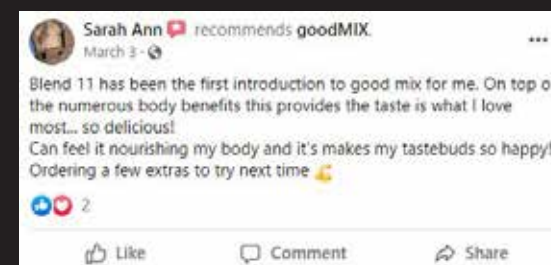 Sarah Ann recommends goodMIX.
March 3 ·
Blend 11 has been the first introduction to good mix for me. On top o
the numerous body benefits this provides the taste is what I love
most... so delicious!
Can feel it nourishing my body and it's makes my tastebuds so happy!
Ordering a few extras to try next time
2
Like Comment Share